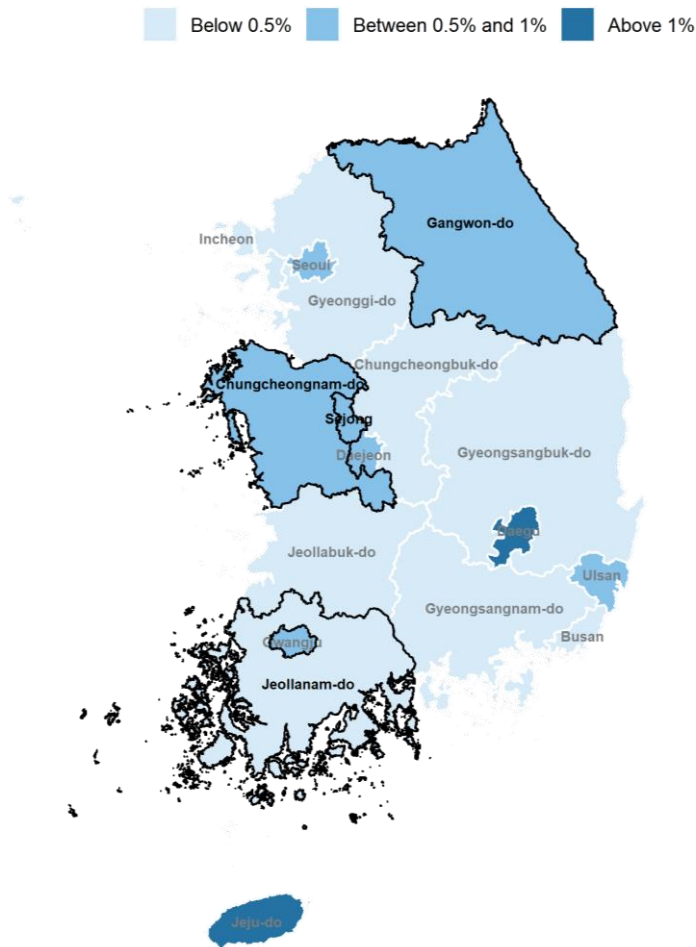 Below 0.5% Between 0.5% and 1% Above 1%
Gangwon-do
Incheon
Seoul
Gyeonggi-do
Chungcheongbuk-do
Chungcheongnam-do
Sejong
Daejeon
Gyeongsangbuk-do
Daegu
Jeollabuk-do
Ulsan
Gyeongsangnam-do
Busan
Gwangju
Jeollanam-do
Jeju-do